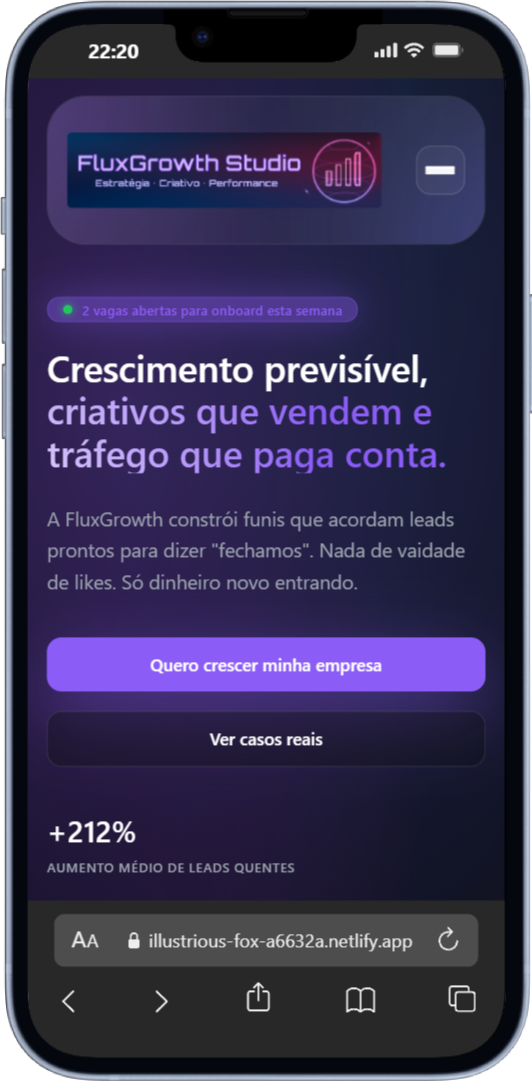 22:20
FluxGrowth Studio
Estratégia · Criativo · Performance
2 vagas abertas para onboard esta semana
Crescimento previsível,
criativos que vendem e
tráfego que paga conta.
A FluxGrowth constrói funis que acordam leads
prontos para dizer "fechamos". Nada de vaidade
de likes. Só dinheiro novo entrando.
Quero crescer minha empresa
Ver casos reais
+212%
AUMENTO MÉDIO DE LEADS QUENTES
AA illustrious-fox-a6632a.netlify.app